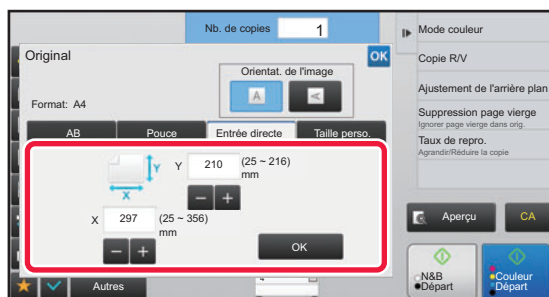 Nb. de copies 1
Original
OK
Orientat. de l'image
A A
Format: A4
AB Pouce Entrée directe Taille perso.
Y
X
Y 210 (25 ~ 216)
mm
X 297 (25 ~ 356)
mm
OK
Autres
Mode couleur
Copie R/V
Ajustement de l'arrière plan
Suppression page vierge
Ignorer page vierge dans orig.
Taux de repro.
Agrandir/Réduire la copie
Aperçu CA
N&B
Départ
Couleur
Départ